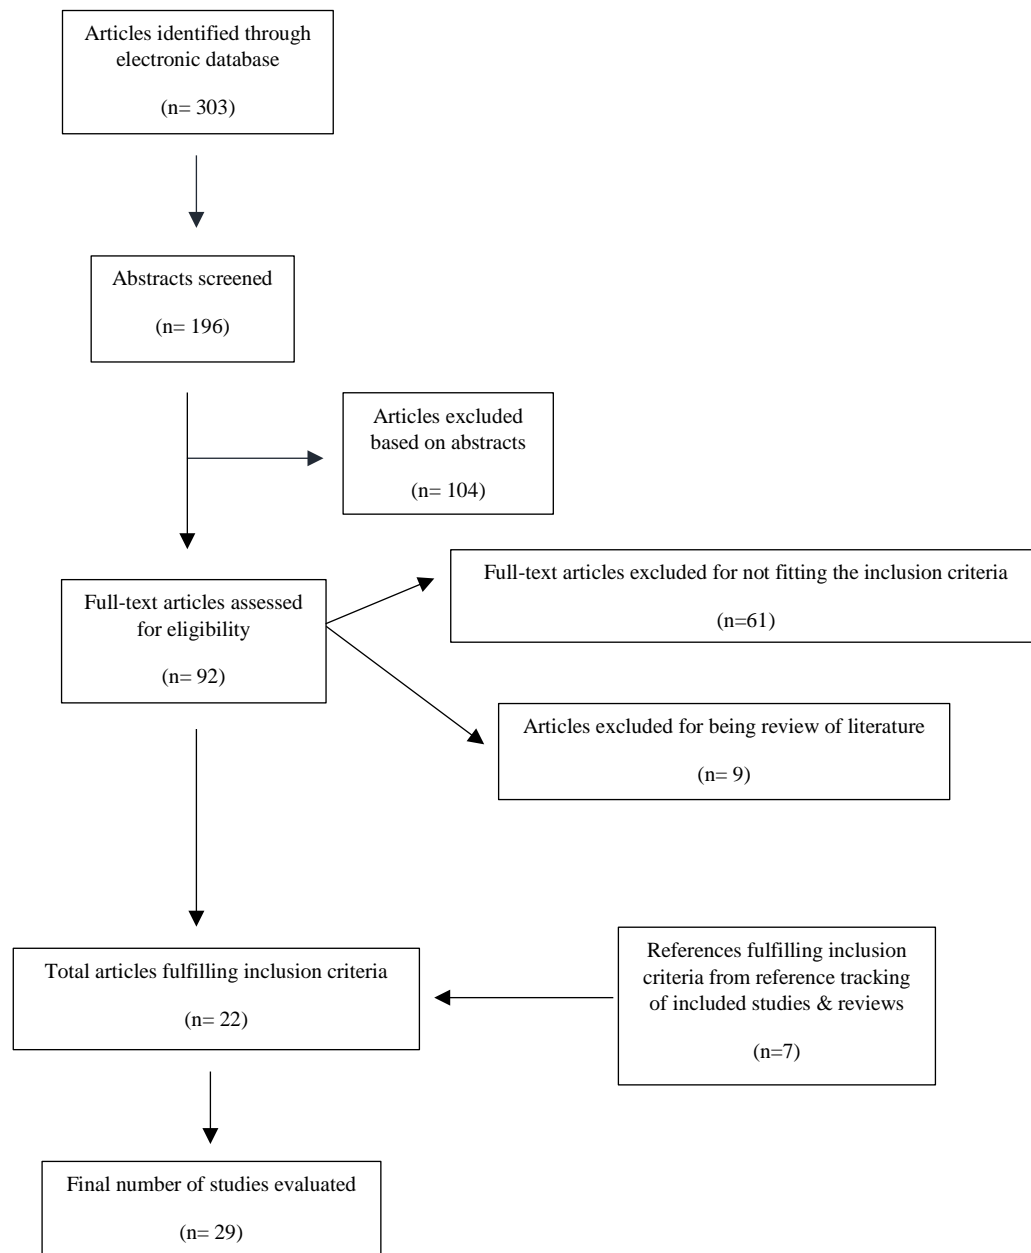 Articles identified through
electronic database
(n= 303)
Abstracts screened
(n= 196)
Articles excluded
based on abstracts
(n= 104)
Full-text articles excluded for not fitting the inclusion criteria
(n=61)
Full-text articles assessed
for eligibility
(n= 92)
Articles excluded for being review of literature
(n= 9)
Total articles fulfilling inclusion criteria
(n= 22)
References fulfilling inclusion
criteria from reference tracking
of included studies & reviews
(n=7)
Final number of studies evaluated
(n= 29)